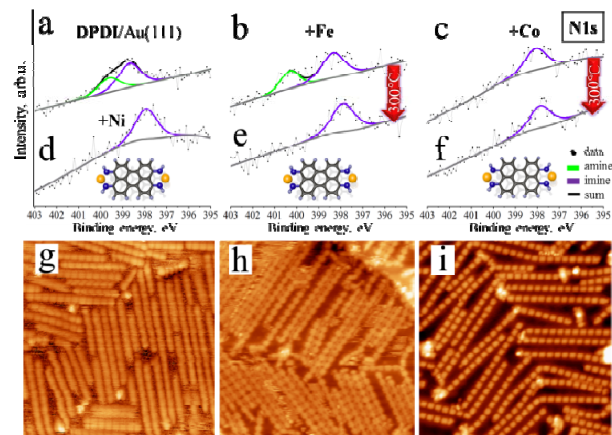 a DPDI/Au(111)
b +Fe
c +Co N1s
Intensity, arb.u.
+Ni
300°C
300°C
d
e
f
data
amine
imine
sum
403 402 401 400 399 398 397 396 395
403 402 401 400 399 398 397 396 395
403 402 401 400 399 398 397 396 395
Binding energy, eV
Binding energy, eV
Binding energy, eV
g
h
i